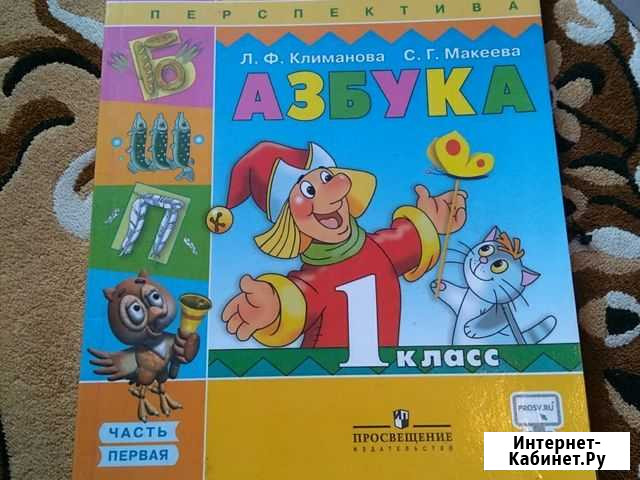 ПЕРСПЕКТИВА
Л. Ф. Климанова С. Г. Макеева
АЗБУКА
Б
Ш
П
1 класс
ЧАСТЬ
ПЕРВАЯ
ПРОСВЕЩЕНИЕ
ИЗДАТЕЛЬСТВО
PROSV.RU
Интернет-
Кабинет.Ру